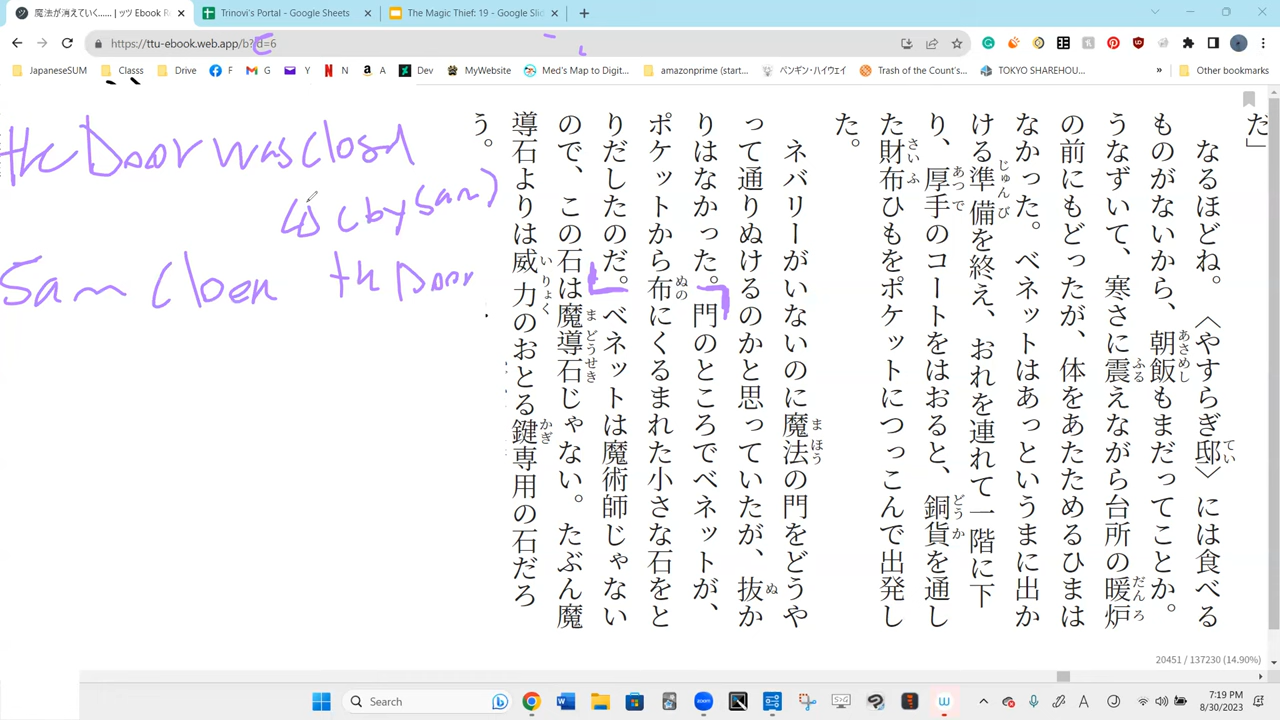 魔法が消えていく…… | ッツ Ebook R
Trinovi's Portal - Google Sheets
The Magic Thief: 19 - Google Slid
https://ttu-ebook.web.app/b?id=6
JapaneseSUM
Classs
Drive
F
G
Y
N
A
Dev
MyWebsite
Med's Map to Digit...
amazonprime (start...
ペンギン・ハイウェイ
Trash of the Count's...
TOKYO SHAREHOU...
»
Other bookmarks
だ」
なるほどね。〈やすらぎ邸〉には食べる
ものがないから、朝飯もまだってことか。
うなずいて、寒さに震えながら台所の暖炉
の前にもどったが、体をあたためるひまは
なかった。ベネットはあっというまに出か
ける準備を終え、おれを連れて一階に下
り、厚手のコートをはおると、銅貨を通し
た財布ひもをポケットにつっこんで出発し
た。
ネバリーがいないのに魔法の門をどうや
って通りぬけるのかと思っていたが、抜か
りはなかった。門のところでベネットが、
ポケットから布にくるまれた小さな石をと
りだしたのだ。ベネットは魔術師じゃない
ので、この石は魔導石じゃない。たぶん魔
導石よりは威力のおとる鍵専用の石だろ
う。
The Door was closed
(by Sam)
Sam closen the Door
20451 / 137230 (14.90%)
Search
7:19 PM
8/30/2023